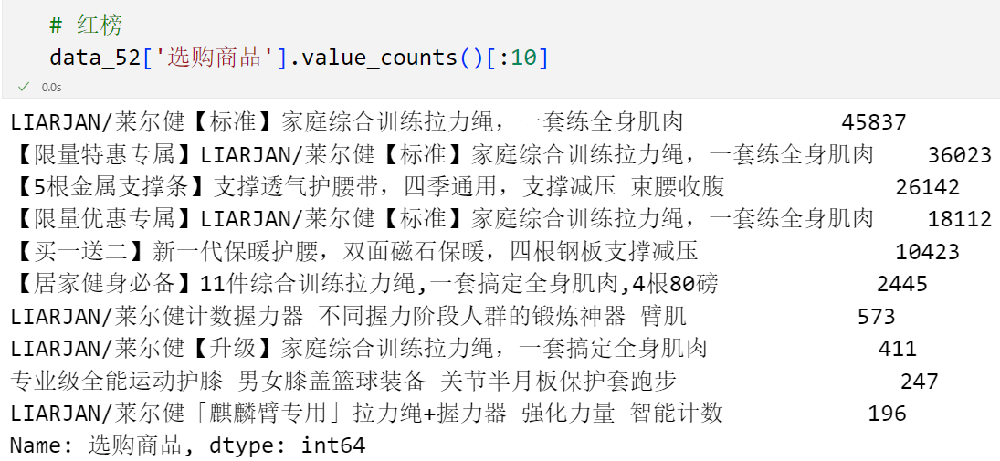 # 红榜
data_52['选购商品'].value_counts()[:10]
✓ 0.0s
LIARJAN/莱尔健【标准】家庭综合训练拉力绳，一套练全身肌肉 45837
【限量特惠专属】LIARJAN/莱尔健【标准】家庭综合训练拉力绳，一套练全身肌肉 36023
【5根金属支撑条】支撑透气护腰带，四季通用，支撑减压 束腰收腹 26142
【限量优惠专属】LIARJAN/莱尔健【标准】家庭综合训练拉力绳，一套练全身肌肉 18112
【买一送二】新一代保暖护腰，双面磁石保暖，四根钢板支撑减压 10423
【居家健身必备】11件综合训练拉力绳,一套搞定全身肌肉,4根80磅 2445
LIARJAN/莱尔健计数握力器 不同握力阶段人群的锻炼神器 臂肌 573
LIARJAN/莱尔健【升级】家庭综合训练拉力绳，一套搞定全身肌肉 411
专业级全能运动护膝 男女膝盖篮球装备 关节半月板保护套跑步 247
LIARJAN/莱尔健「麒麟臂专用」拉力绳+握力器 强化力量 智能计数 196
Name: 选购商品, dtype: int64